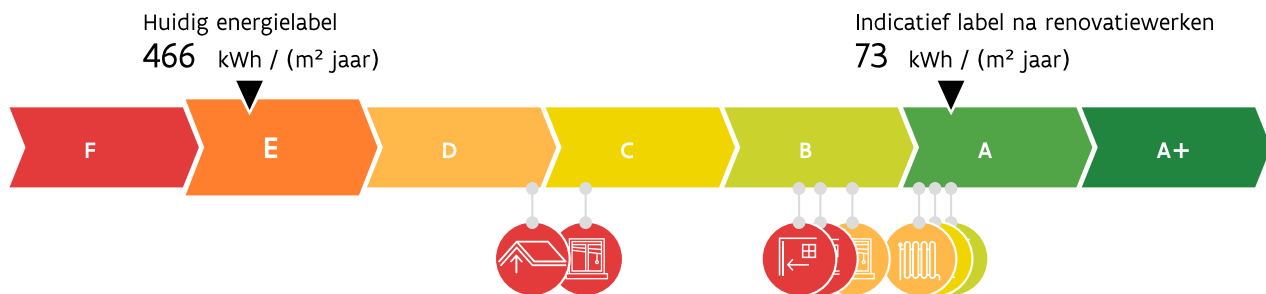 Huidig energielabel
466 kWh / (m² jaar)
Indicatief label na renovatiewerken
73 kWh / (m² jaar)
F E D C B A A+